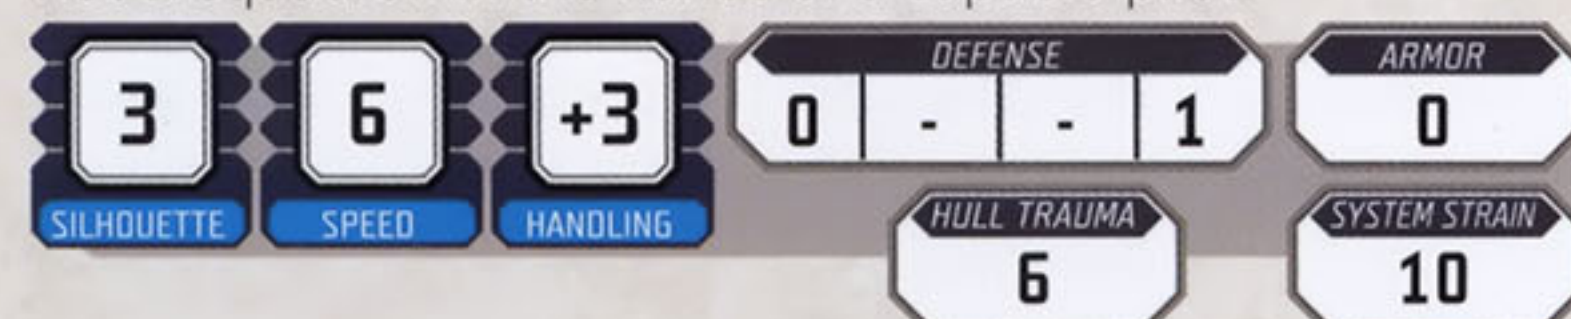 DEFENSE ARMOR
3 6 +3 0 - - 1 0
SILHOUETTE SPEED HANDLING HULL TRAUMA SYSTEM STRAIN
6 10